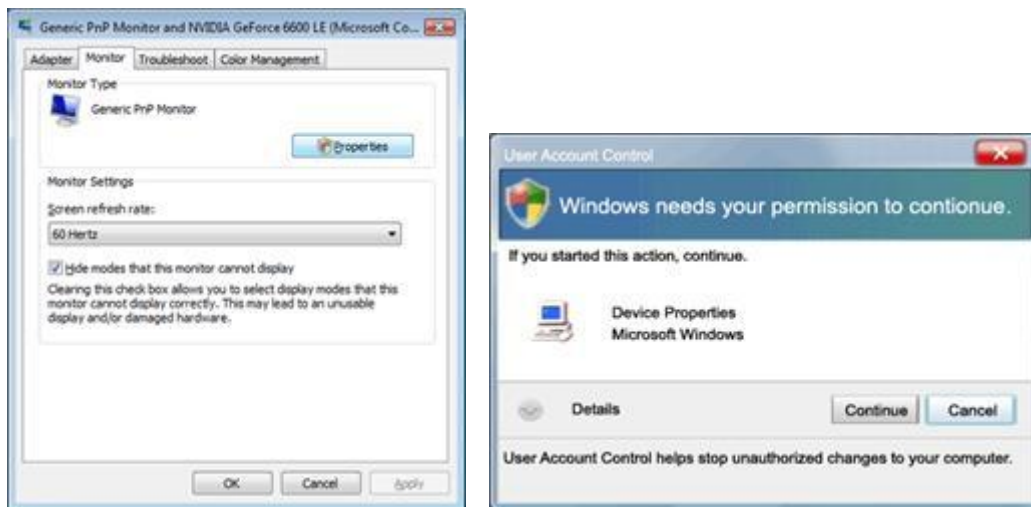 Generic PnP Monitor and NVIDIA GeForce 6600 LE (Microsoft Co...
Adapter Monitor Troubleshoot Color Management
Monitor Type
Generic PnP Monitor
Properties
Monitor Settings
Screen refresh rate:
60 Hertz
Hide modes that this monitor cannot display
Clearing this check box allows you to select display modes that this
monitor cannot display correctly. This may lead to an unusable
display and/or damaged hardware.
OK Cancel Apply
User Account Control
Windows needs your permission to contionue.
If you started this action, continue.
Device Properties
Microsoft Windows
Details Continue Cancel
User Account Control helps stop unauthorized changes to your computer.